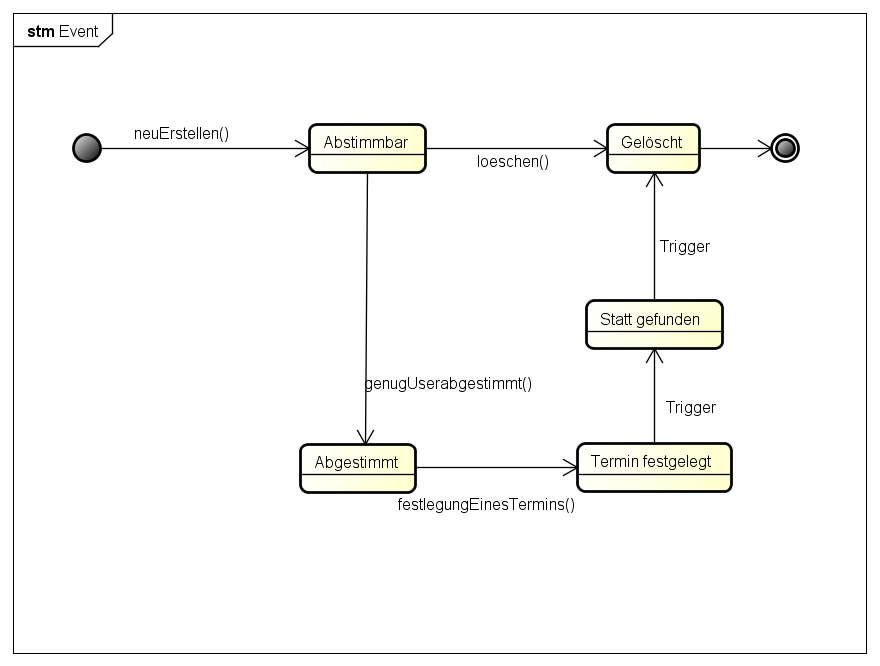 stm Event
neuErstellen()
Abstimmbar
loeschen()
Gelöscht
Trigger
Statt gefunden
genugUserabgestimmt()
Trigger
Abgestimmt
festlegungEinesTermins()
Termin festgelegt